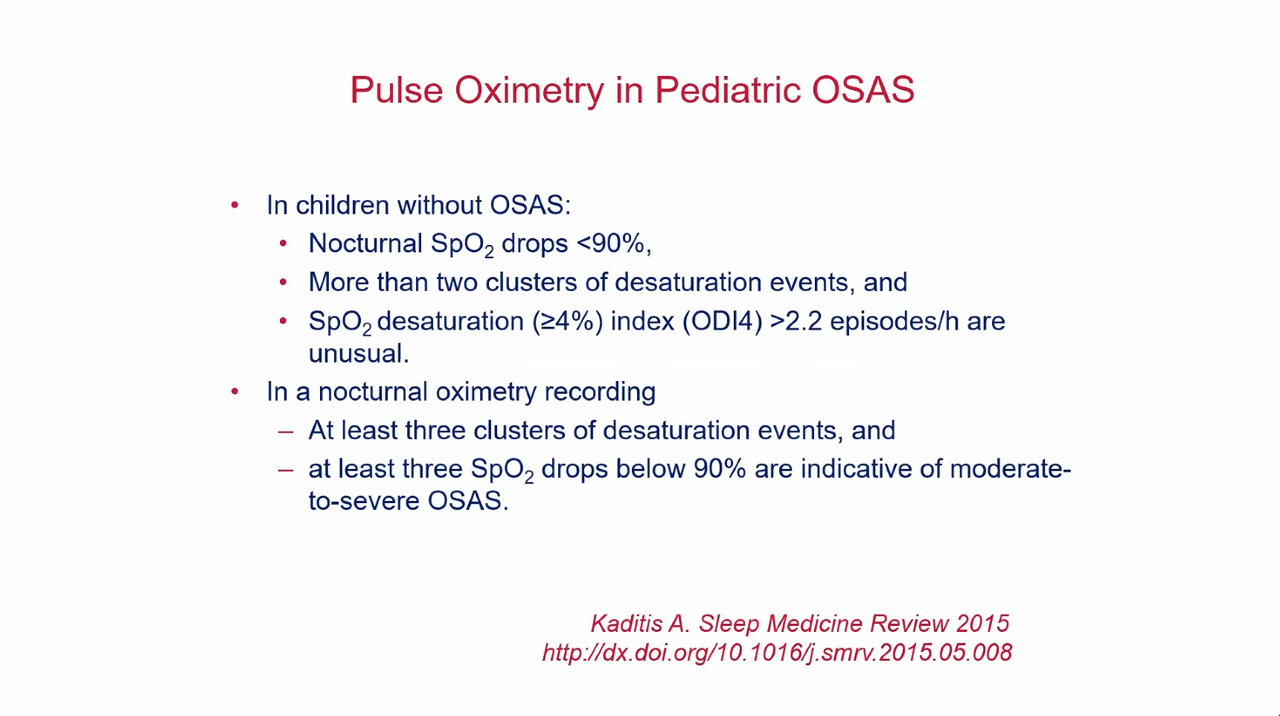 Pulse Oximetry in Pediatric OSAS
• In children without OSAS:
• Nocturnal SpO₂ drops <90%,
• More than two clusters of desaturation events, and
• SpO₂ desaturation (≥4%) index (ODI4) >2.2 episodes/h are
unusual.
• In a nocturnal oximetry recording
– At least three clusters of desaturation events, and
– at least three SpO₂ drops below 90% are indicative of moderate-
to-severe OSAS.
Kaditis A. Sleep Medicine Review 2015
http://dx.doi.org/10.1016/j.smrv.2015.05.008